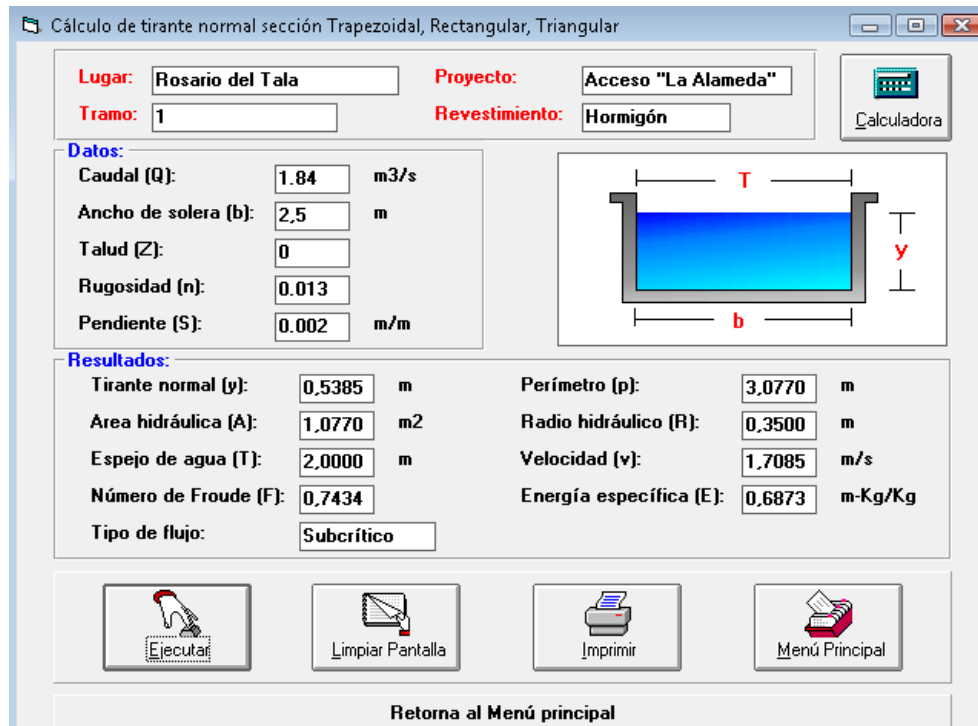 Cálculo de tirante normal sección Trapezoidal, Rectangular, Triangular
Lugar: Rosario del Tala Proyecto: Acceso "La Alameda"
Tramo: 1 Revestimiento: Hormigón
Calculadora
Datos:
Caudal (Q): 1.84 m3/s
Ancho de solera (b): 2,5 m
Talud (Z): 0
Rugosidad (n): 0.013
Pendiente (S): 0.002 m/m
T
y
b
Resultados:
Tirante normal (y): 0,5385 m Perímetro (p): 3,0770 m
Area hidráulica (A): 1,0770 m2 Radio hidráulico (R): 0,3500 m
Espejo de agua (T): 2,0000 m Velocidad (v): 1,7085 m/s
Número de Froude (F): 0,7434 Energía específica (E): 0,6873 m-Kg/Kg
Tipo de flujo: Subcrítico
Ejecutar Limpiar Pantalla Imprimir Menú Principal
Retorna al Menú principal